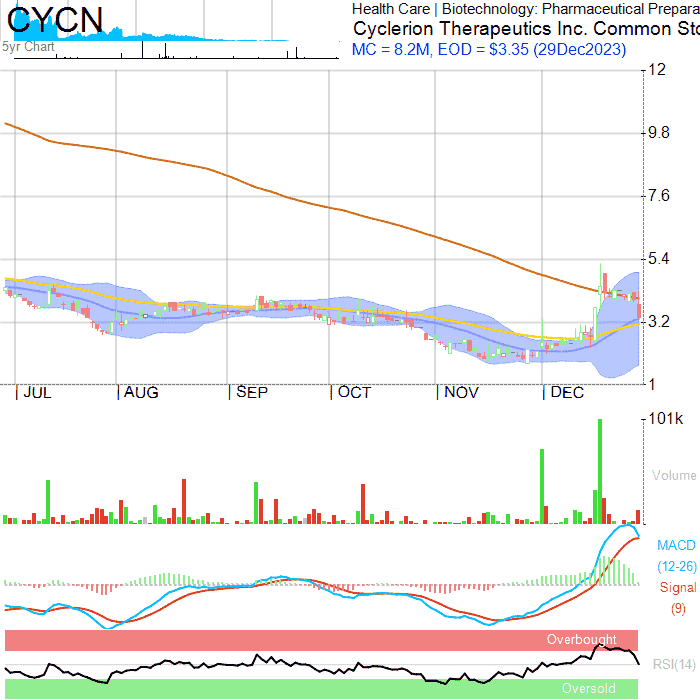 CYCN
5yr Chart
Health Care | Biotechnology: Pharmaceutical Prepara
Cyclerion Therapeutics Inc. Common Sto
MC = 8.2M, EOD = $3.35 (29Dec2023)
12
9.8
7.6
5.4
3.2
1
JUL AUG SEP OCT NOV DEC
101k
Volume
MACD
(12-26)
Signal
(9)
Overbought
RSI(14)
Oversold